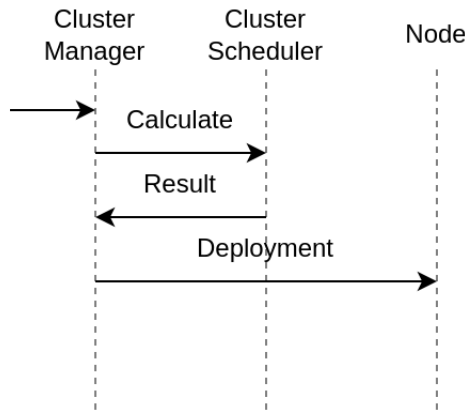 Cluster
Manager
Cluster
Scheduler
Node
Calculate
Result
Deployment